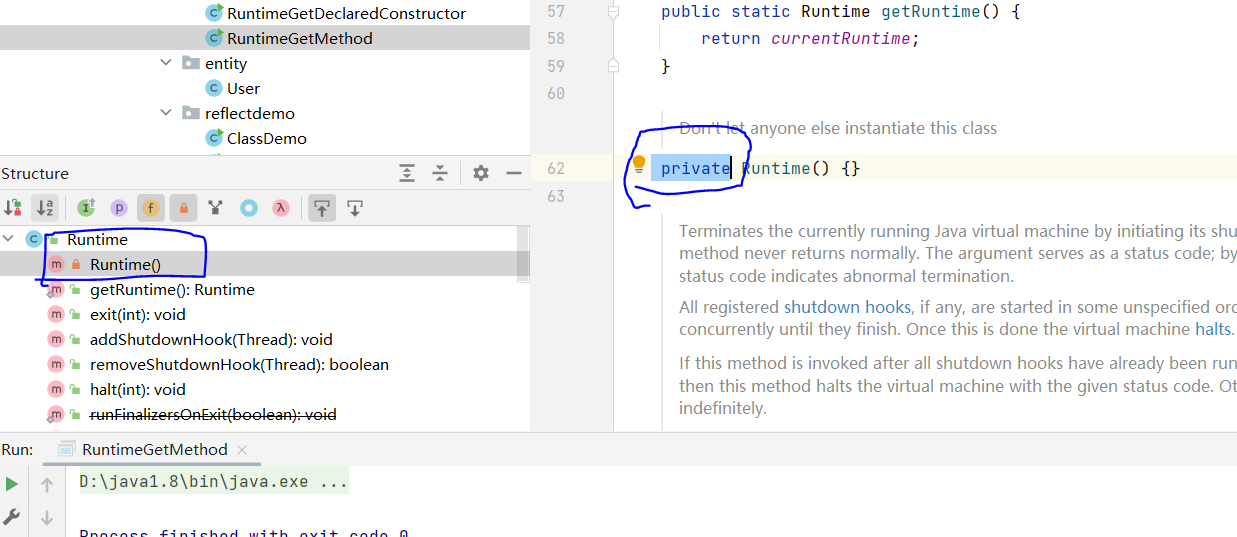 RuntimeGetDeclaredConstructor
RuntimeGetMethod
entity
User
reflectdemo
ClassDemo
Structure
Runtime
Runtime()
getRuntime(): Runtime
exit(int): void
addShutdownHook(Thread): void
removeShutdownHook(Thread): boolean
halt(int): void
runFinalizersOnExit(boolean): void
57 public static Runtime getRuntime() {
58 return currentRuntime;
59 }
60
Don't let anyone else instantiate this class
62 private Runtime() {}
63
Terminates the currently running Java virtual machine by initiating its shu
method never returns normally. The argument serves as a status code; by
status code indicates abnormal termination.
All registered shutdown hooks, if any, are started in some unspecified ord
concurrently until they finish. Once this is done the virtual machine halts.
If this method is invoked after all shutdown hooks have already been run
then this method halts the virtual machine with the given status code. Ot
indefinitely.
Run: RuntimeGetMethod
D:\java1.8\bin\java.exe ...
Process finished with exit code 0